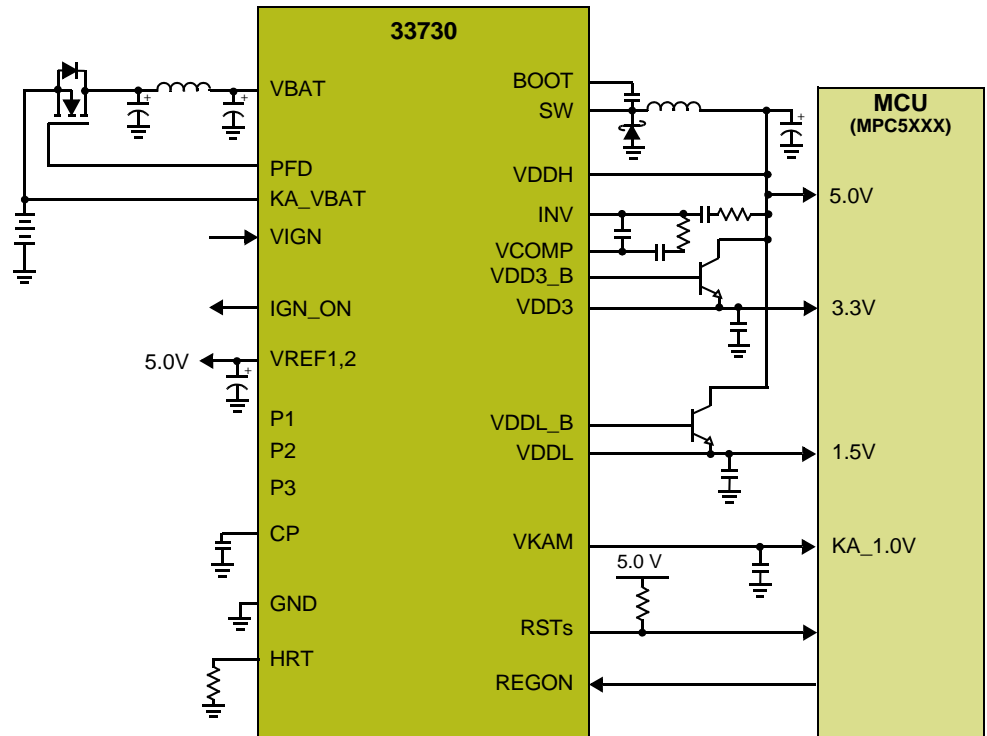 33730
VBAT
PFD
KA_VBAT
VIGN
IGN_ON
5.0V
VREF1,2
P1
P2
P3
CP
GND
HRT
BOOT
SW
VDDH
INV
VCOMP
VDD3_B
VDD3
VDDL_B
VDDL
VKAM
5.0 V
RSTs
REGON
MCU
(MPC5XXX)
5.0V
3.3V
1.5V
KA_1.0V